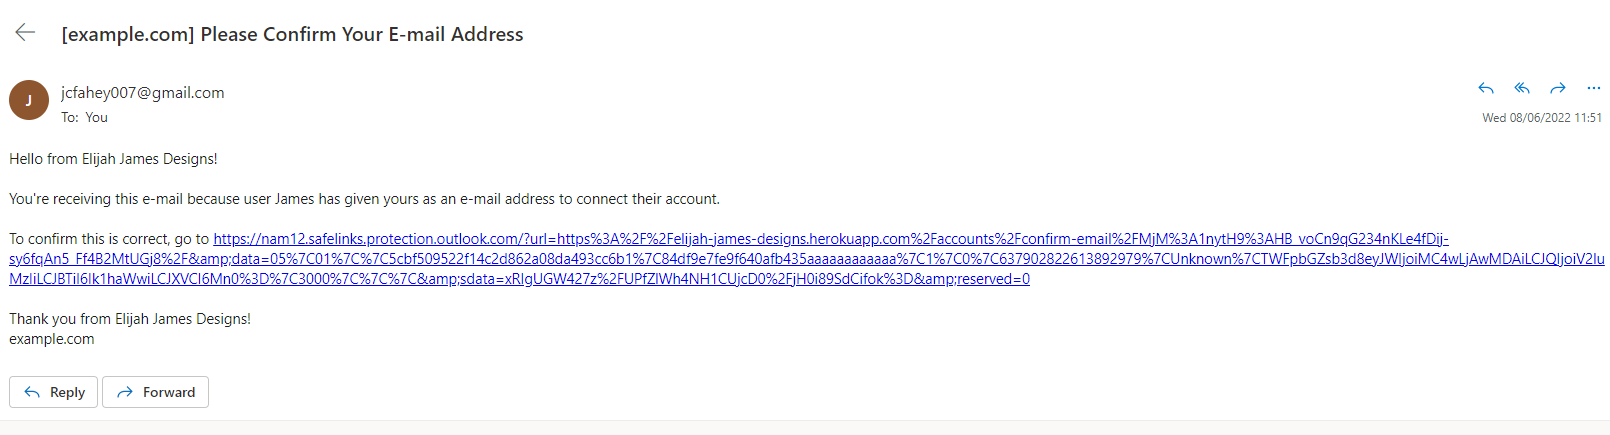 [example.com] Please Confirm Your E-mail Address
J
jcfahey007@gmail.com
To: You
Wed 08/06/2022 11:51
Hello from Elijah James Designs!
You're receiving this e-mail because user James has given yours as an e-mail address to connect their account.
To confirm this is correct, go to https://nam12.safelinks.protection.outlook.com/?url=https%3A%2F%2Felijah-james-designs.herokuapp.com%2Faccounts%2Fconfirm-email%2FMjM%3A1nytH9%3AHB_voCn9qG234nKLe4fDij-
sy6fqAn5_Ff4B2MtUGj8%2F&amp;data=05%7C01%7C%7C5cbf509522f14c2d862a08da493cc6b1%7C84df9e7fe9f640afb435aaaaaaaaaaaa%7C1%7C0%7C637902822613892979%7CUnknown%7CTWFpbGZsb3d8eyJWIjoiMC4wLjAwMDAiLCJQIjoiV2lu
MzIiLCJBTiI6Ik1haWwiLCJXVCI6Mn0%3D%7C3000%7C%7C%7C&amp;sdata=xRIgUGW427z%2FUPfZlWh4NH1CUjcD0%2FjH0i89SdCifok%3D&amp;reserved=0
Thank you from Elijah James Designs!
example.com
Reply
Forward